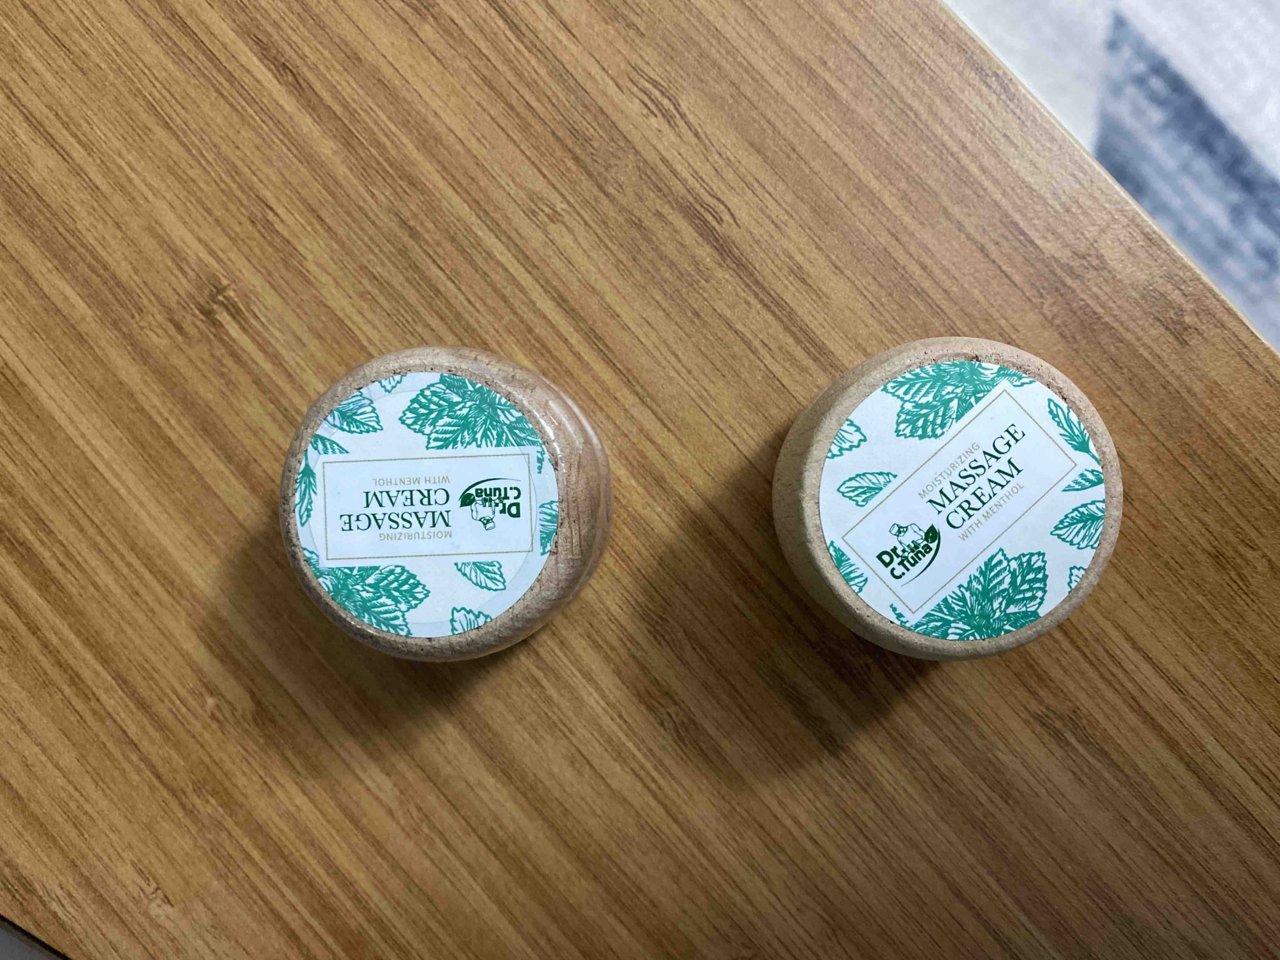 MOISTURIZING
MASSAGE
CREAM
WITH MENTHOL
Dr.
C.Tuna
MOISTURIZING
MASSAGE
CREAM
WITH MENTHOL
Dr.
C.Tuna